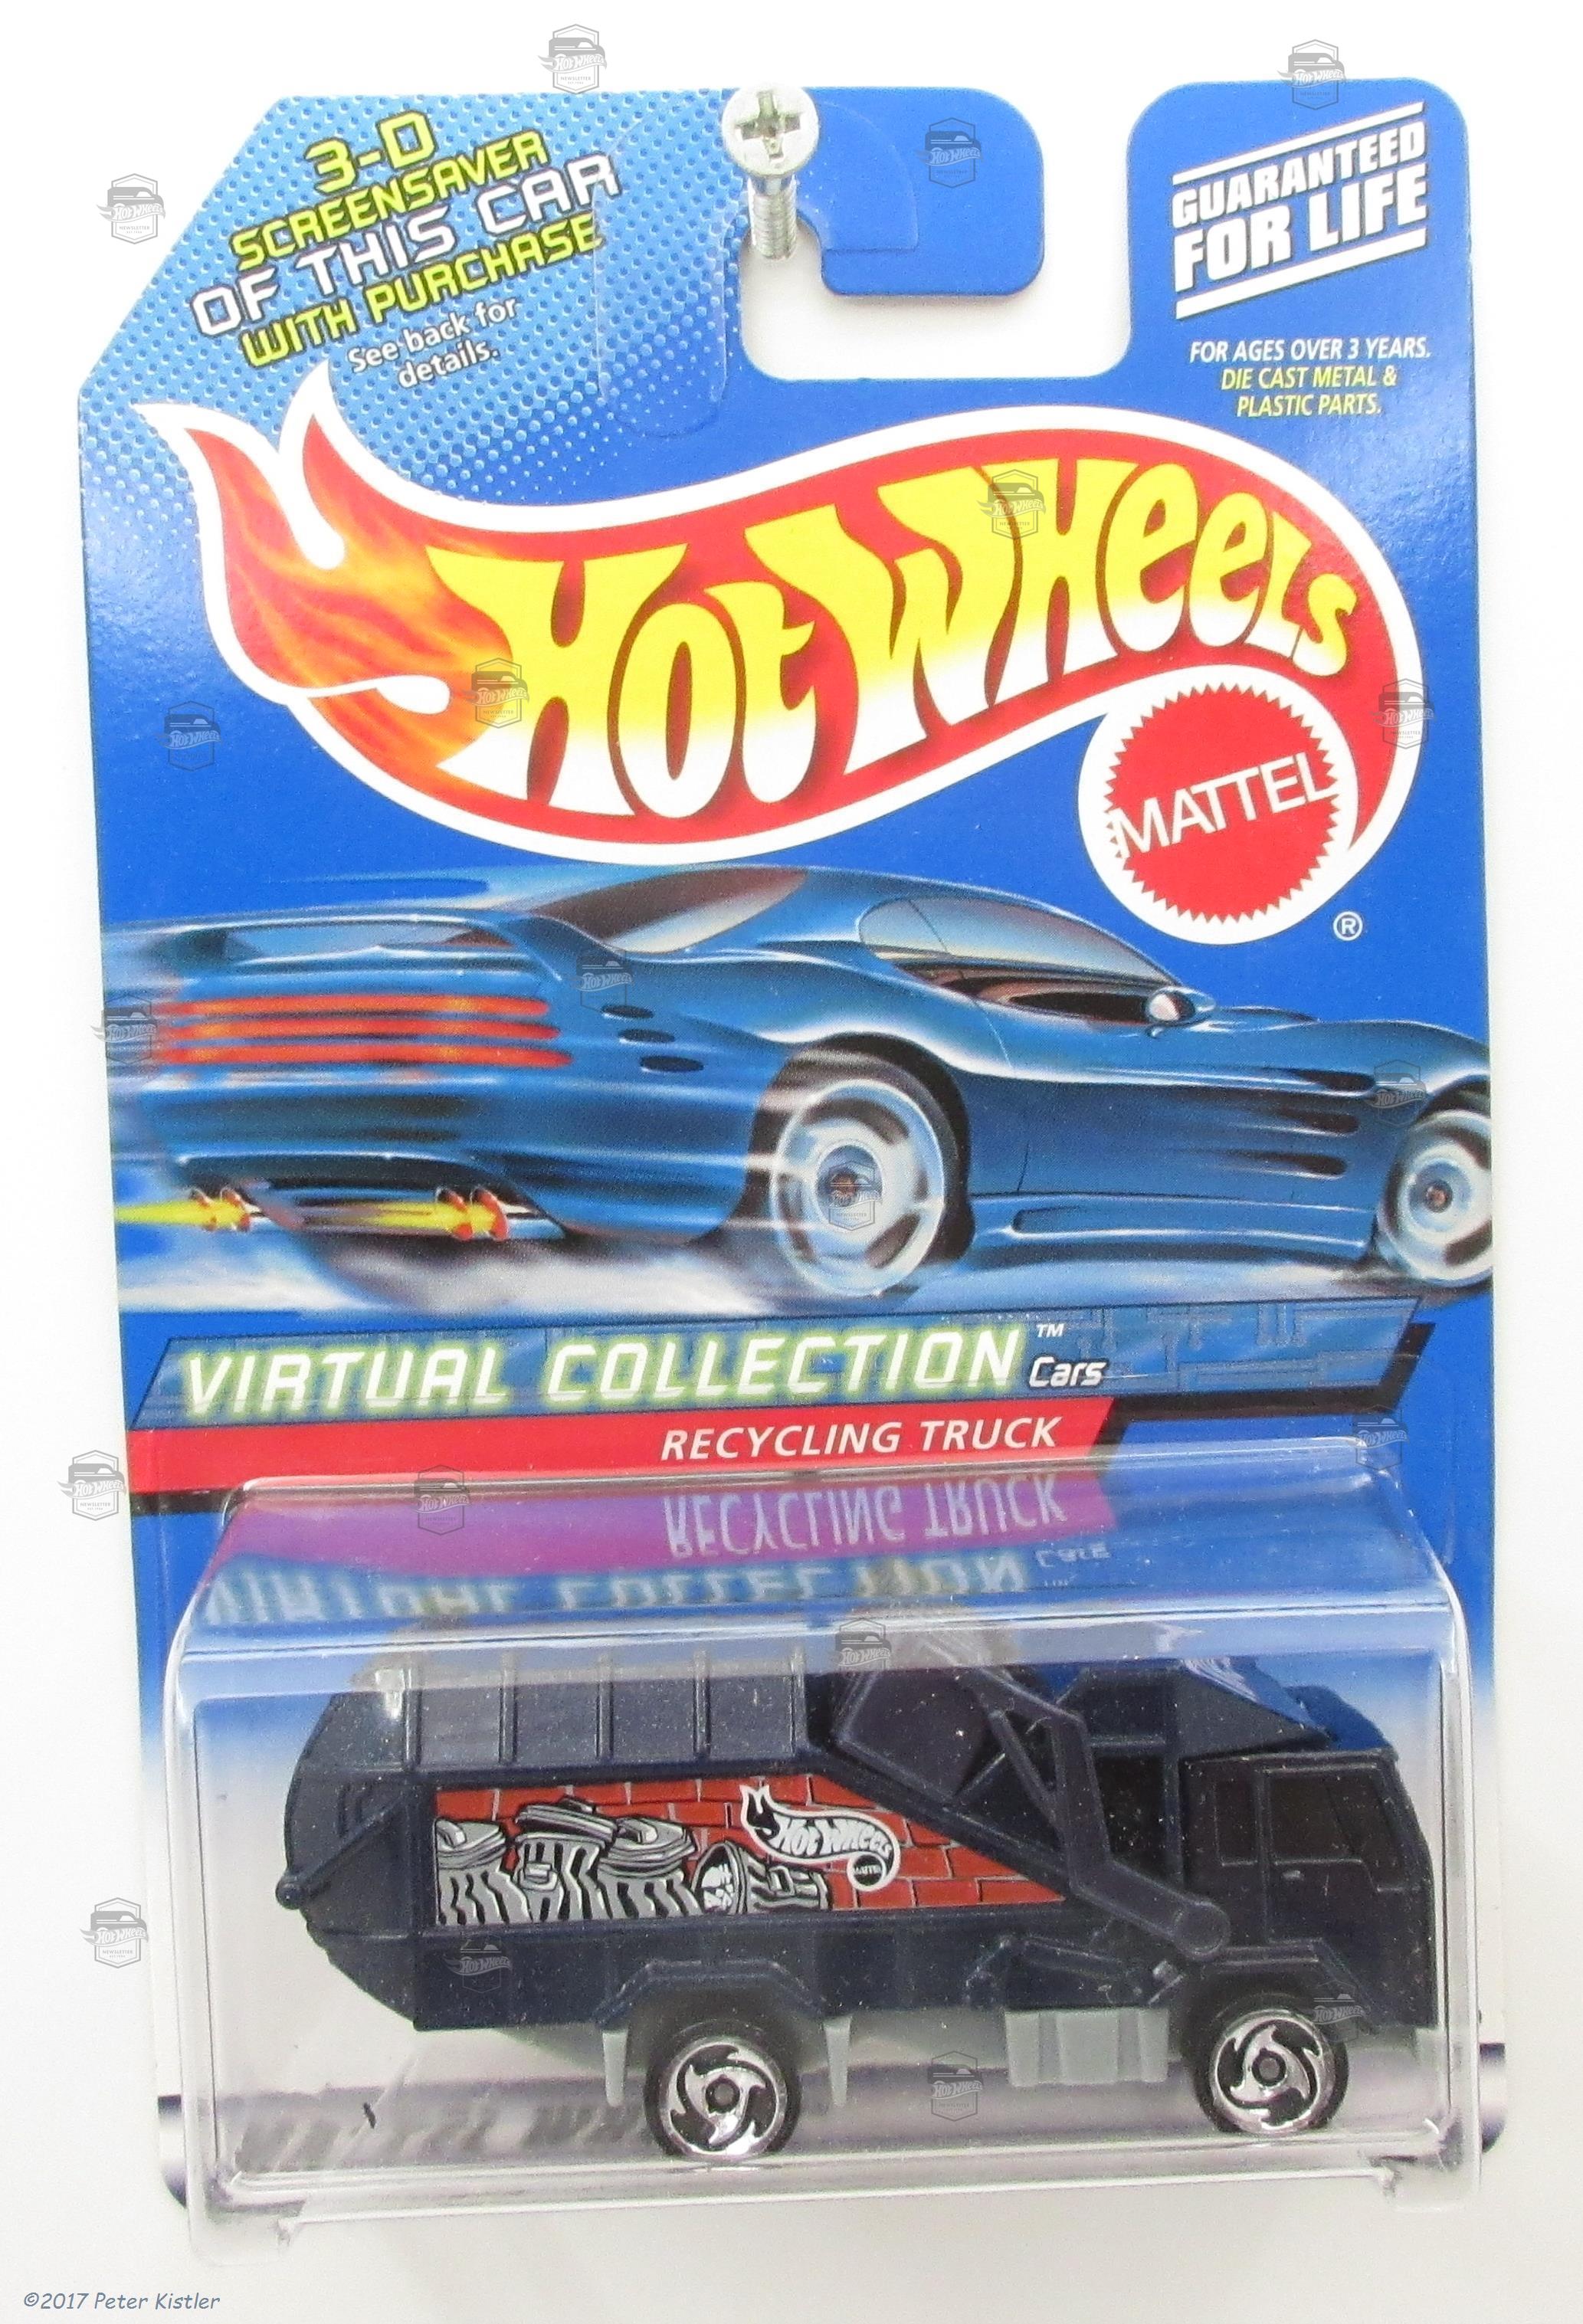 3-D
SCREENSAVER
OF THIS CAR
WITH PURCHASE
See back for
details.
GUARANTEED
FOR LIFE
FOR AGES OVER 3 YEARS.
DIE CAST METAL &
PLASTIC PARTS.
Hot Wheels
MATTEL
®
VIRTUAL COLLECTION™
Cars
RECYCLING TRUCK
Hot Wheels
MATTEL
©2017 Peter Kistler